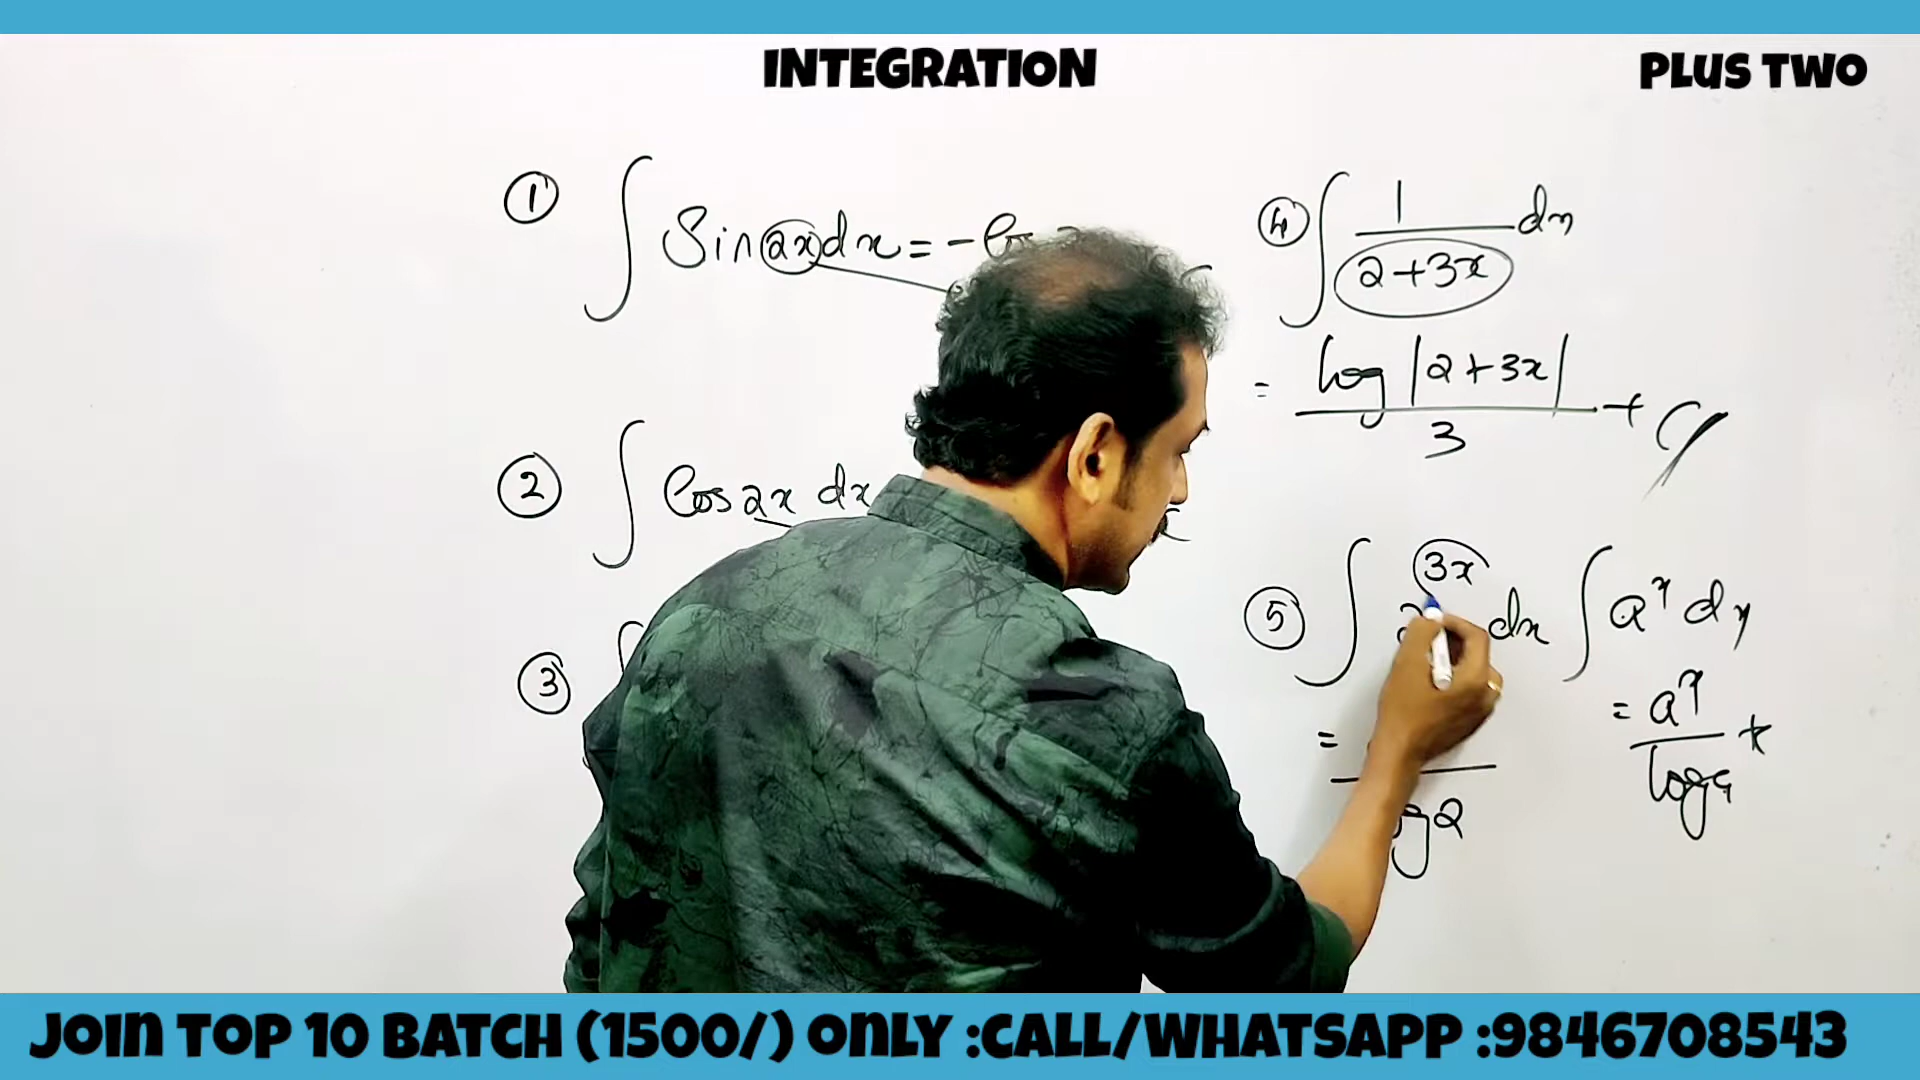 INTEGRATION
PLUS TWO
① ∫ Sin 2x dx = - Cos
② ∫ Cos 2x dx
③ ∫
④ ∫ 1/(2+3x) dx
= log |2+3x| / 3 + C
⑤ ∫ 2^3x dx ∫ a^x dx
= / log 2
= a^x / log a +
JOIN TOP 10 BATCH (1500/) ONLY :CALL/WHATSAPP :9846708543